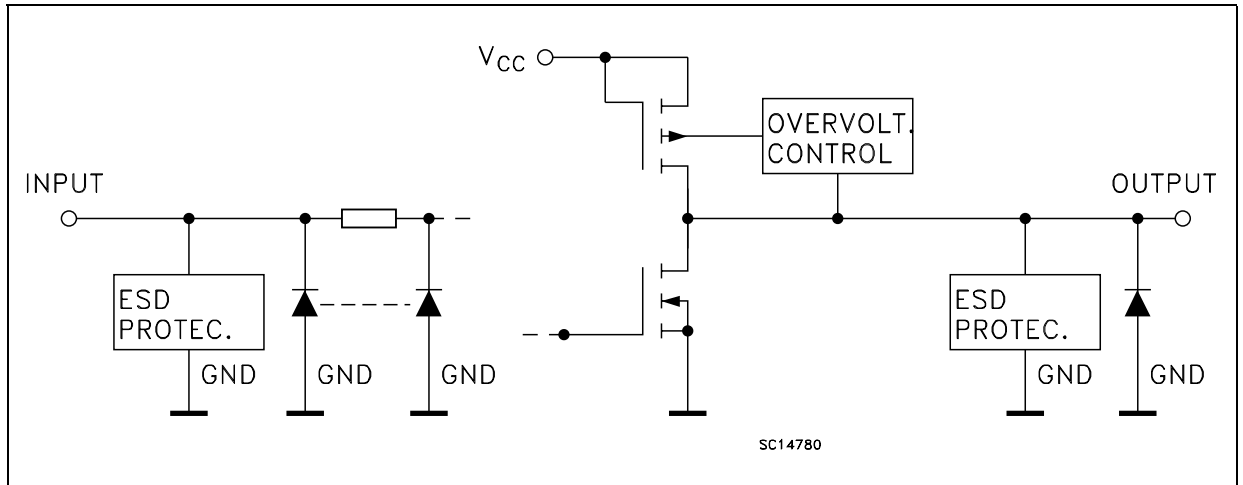 VCC
OVERVOLT.
CONTROL
INPUT
OUTPUT
ESD
PROTEC.
GND
GND
GND
ESD
PROTEC.
GND
GND
SC14780